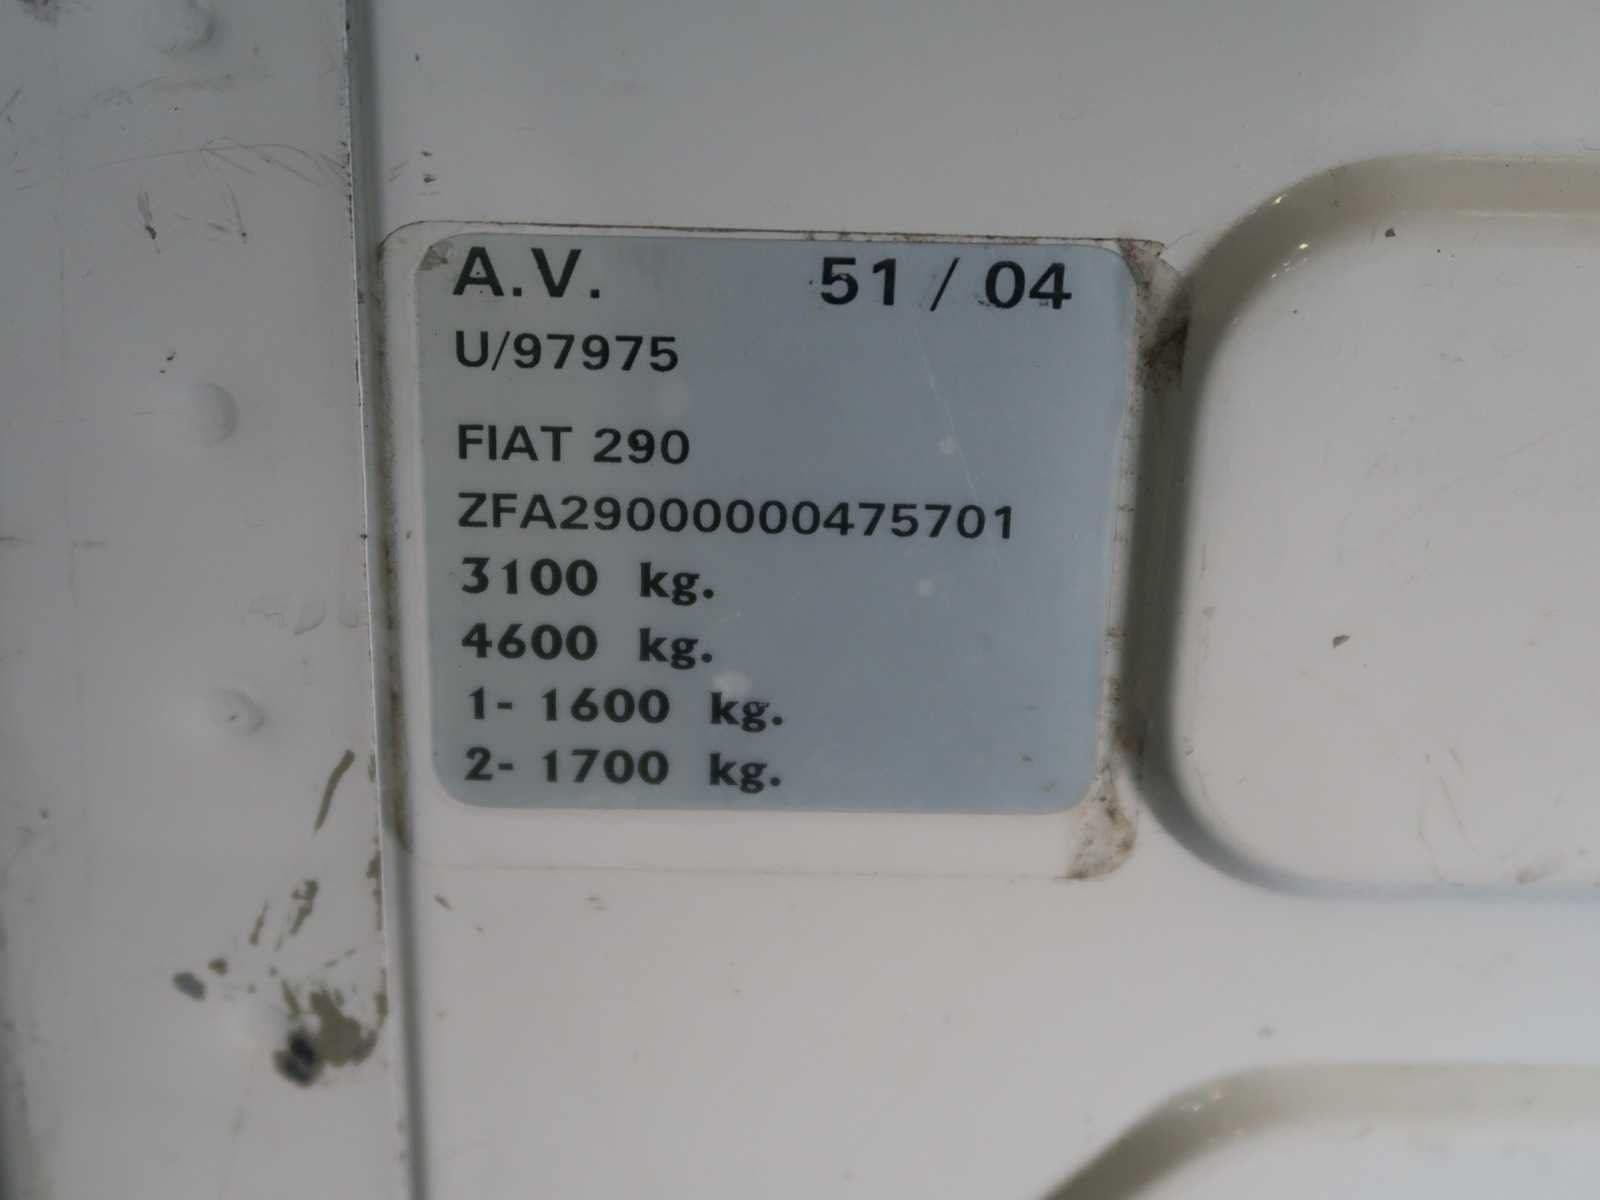 A.V. 51 / 04
U/97975
FIAT 290
ZFA29000000475701
3100 kg.
4600 kg.
1- 1600 kg.
2- 1700 kg.